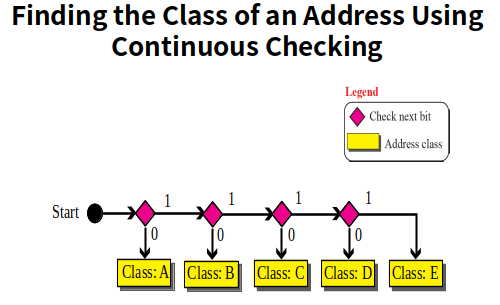 Finding the Class of an Address Using
Continuous Checking
Legend
Check next bit
Address class
Start
1
1
1
1
0
0
0
0
Class: A
Class: B
Class: C
Class: D
Class: E